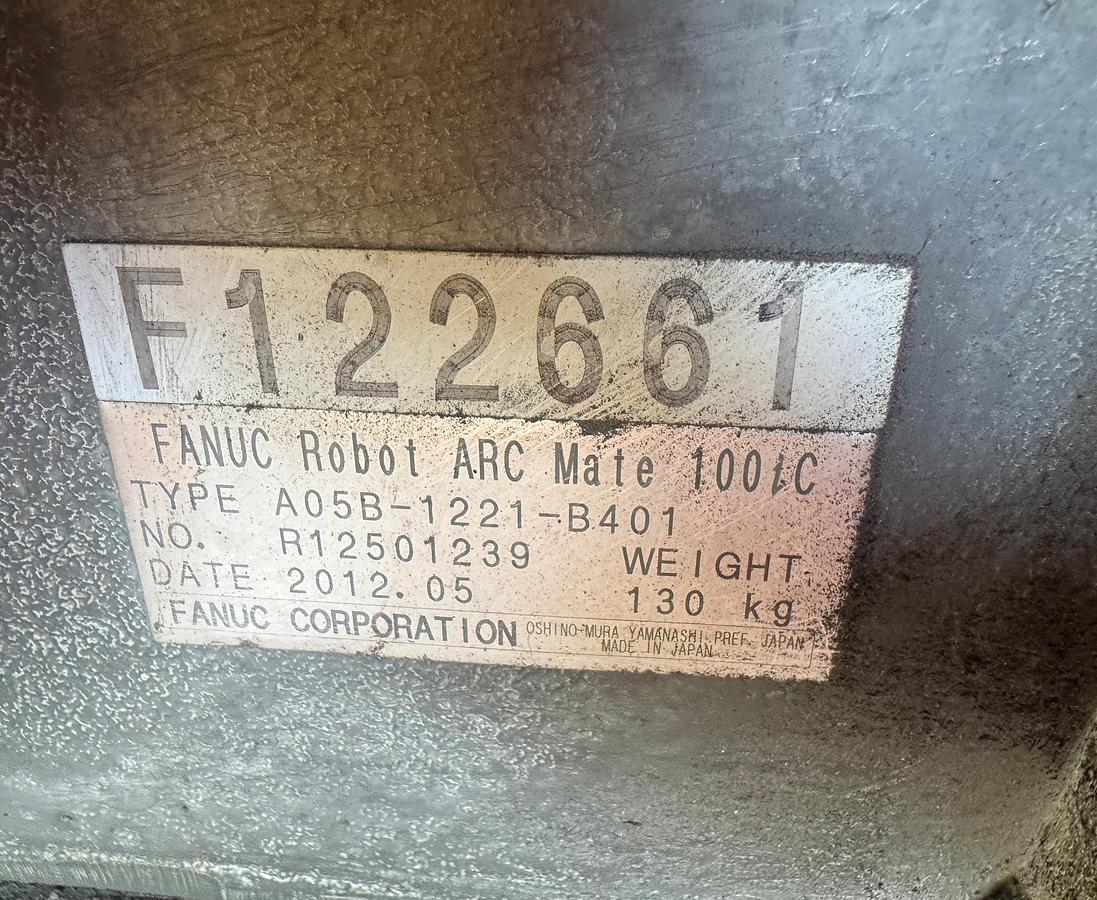 F122661
FANUC Robot ARC Mate 100iC
TYPE A05B-1221-B401
NO. R12501239 WEIGHT
DATE 2012.05 130 kg
FANUC CORPORATION OSHINO-MURA YAMANASHI PREF. JAPAN
MADE IN JAPAN